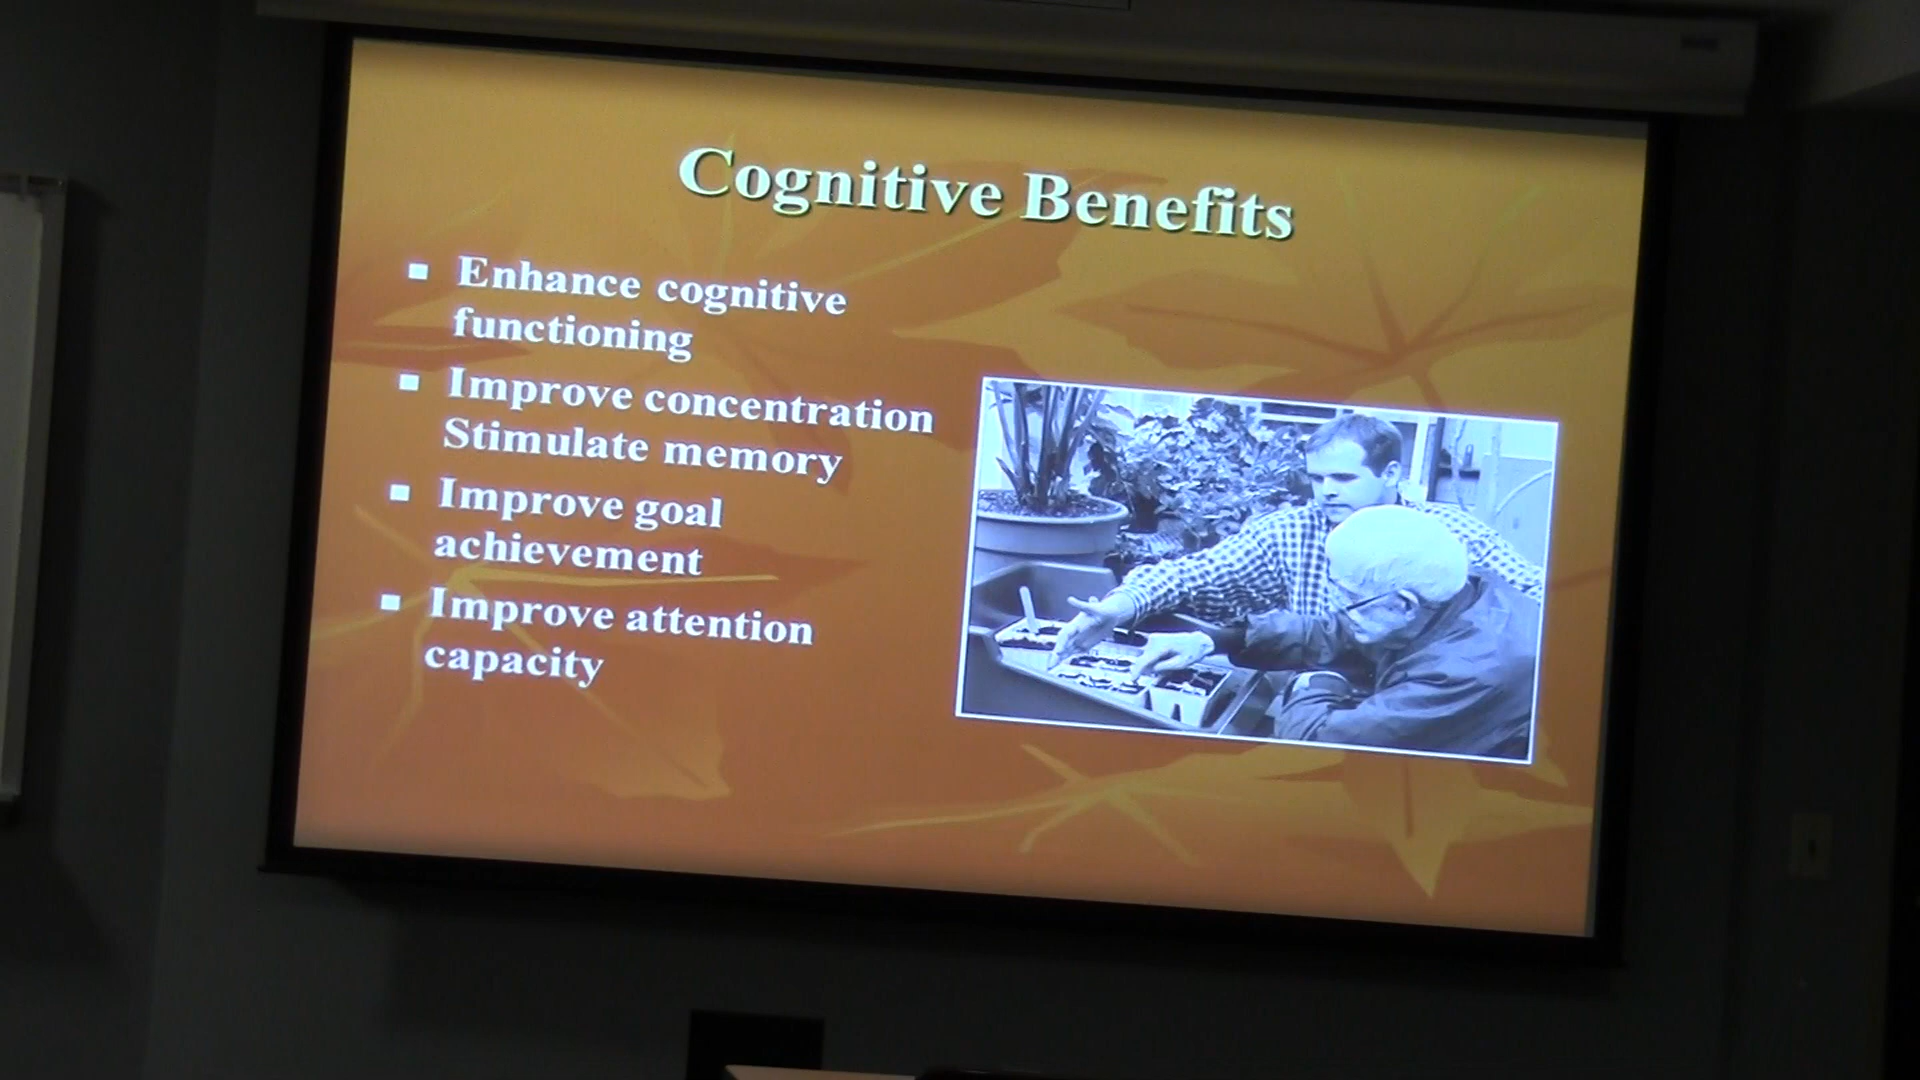 Cognitive Benefits
▪ Enhance cognitive
functioning
▪ Improve concentration
Stimulate memory
▪ Improve goal
achievement
▪ Improve attention
capacity